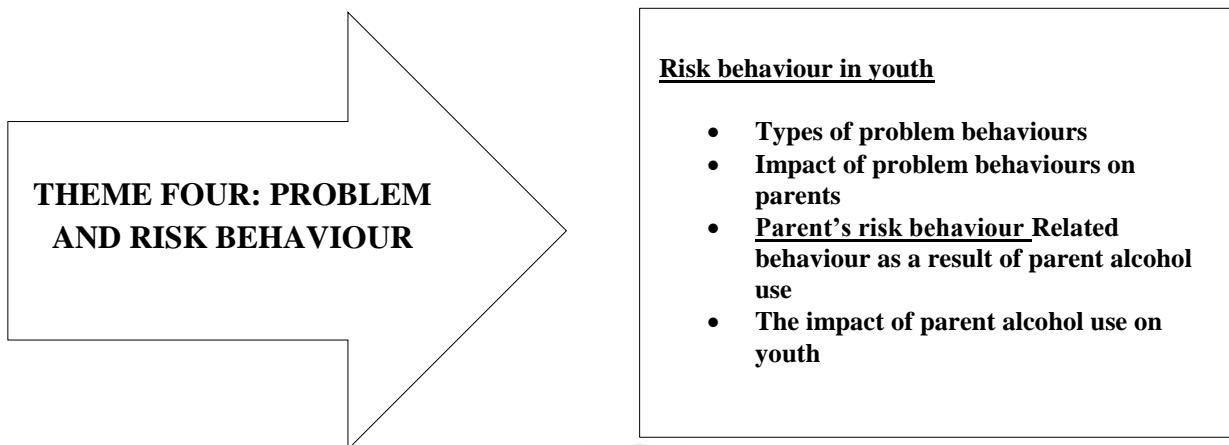 THEME FOUR: PROBLEM
AND RISK BEHAVIOUR
Risk behaviour in youth
• Types of problem behaviours
• Impact of problem behaviours on
parents
• Parent’s risk behaviour Related
behaviour as a result of parent alcohol
use
• The impact of parent alcohol use on
youth